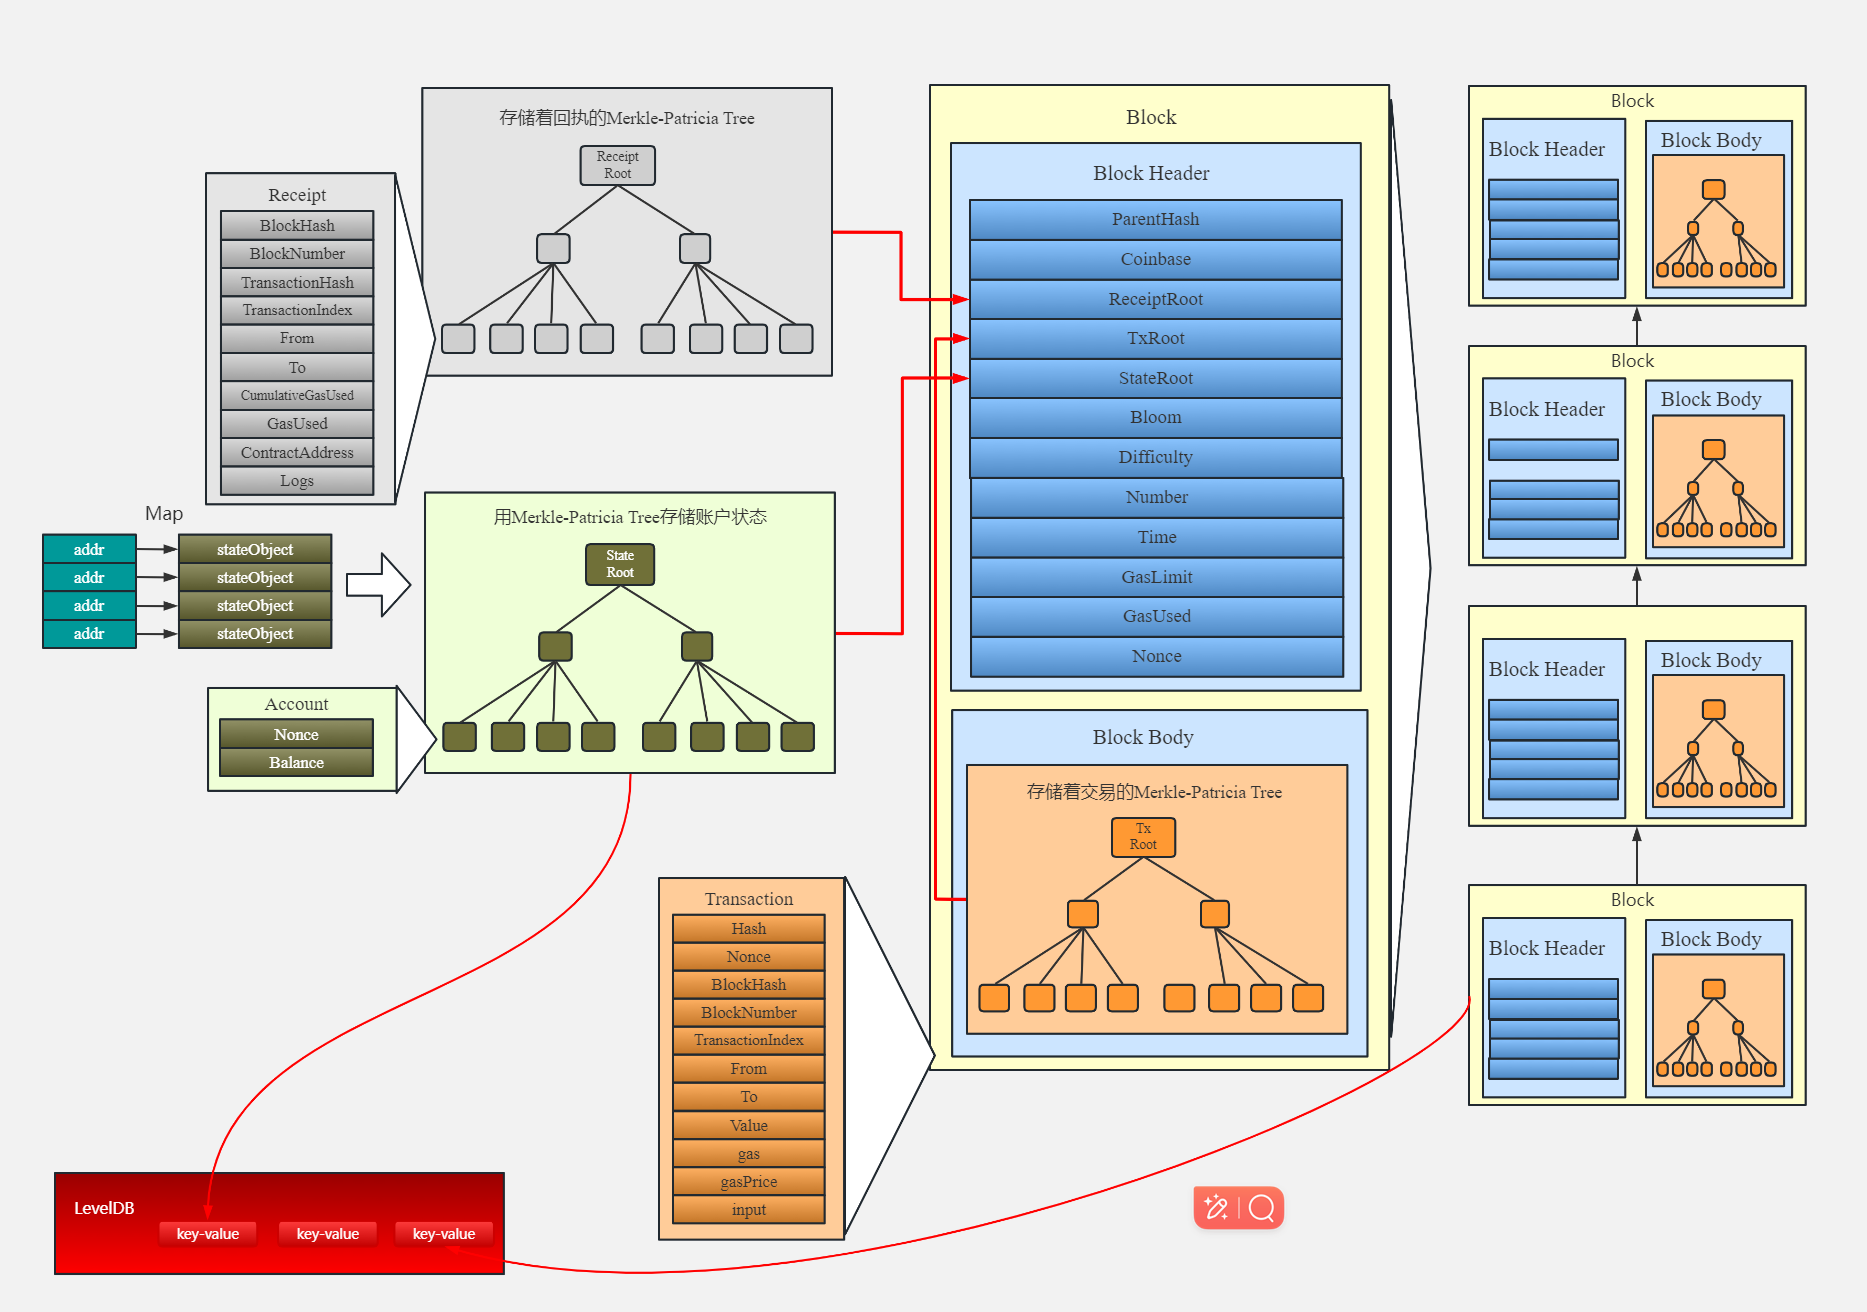 存储着回执的Merkle-Patricia Tree
Receipt
Root
Receipt
BlockHash
BlockNumber
TransactionHash
TransactionIndex
From
To
CumulativeGasUsed
GasUsed
ContractAddress
Logs
Map
addr
stateObject
addr
stateObject
addr
stateObject
addr
stateObject
用Merkle-Patricia Tree存储账户状态
State
Root
Account
Nonce
Balance
LevelDB
key-value
key-value
key-value
Transaction
Hash
Nonce
BlockHash
BlockNumber
TransactionIndex
From
To
Value
gas
gasPrice
input
Block
Block Header
ParentHash
Coinbase
ReceiptRoot
TxRoot
StateRoot
Bloom
Difficulty
Number
Time
GasLimit
GasUsed
Nonce
Block Body
存储着交易的Merkle-Patricia Tree
Tx
Root
Block
Block Header
Block Body
Block
Block Header
Block Body
Block Header
Block Body
Block
Block Header
Block Body